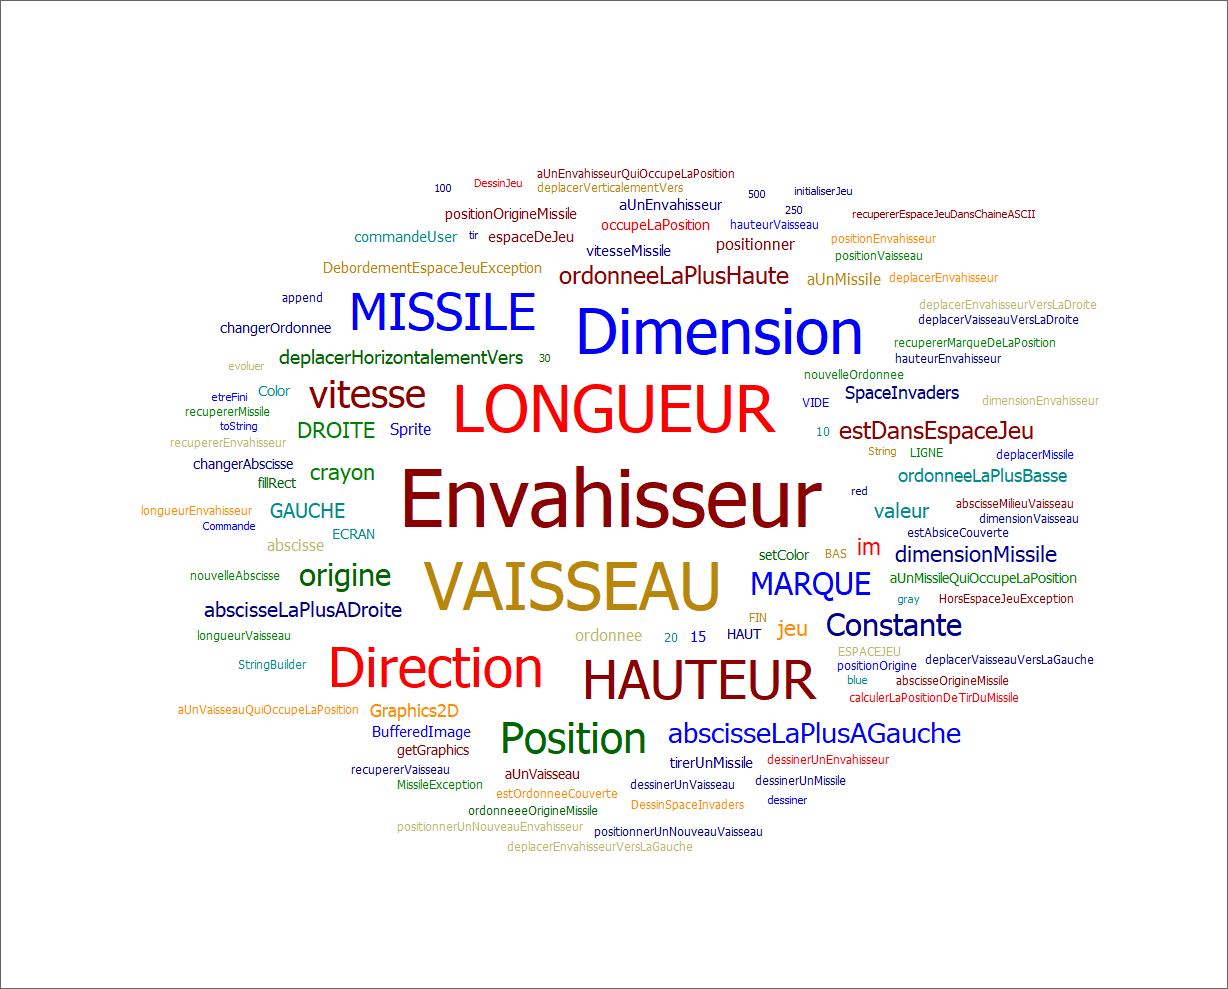 aUnEnvahisseurQuiOccupeLaPosition
100
DessinJeu
deplacerVerticalementVers
500
initialiserJeu
positionOrigineMissile
aUnEnvahisseur
250
recupererEspaceJeuDansChaineASCII
occupeLaPosition
hauteurVaisseau
commandeUser
tir
espaceDeJeu
vitesseMissile
positionner
positionEnvahisseur
positionVaisseau
DebordementEspaceJeuException
ordonneeLaPlusHaute
aUnMissile
deplacerEnvahisseur
append
MISSILE
Dimension
deplacerEnvahisseurVersLaDroite
changerOrdonnee
deplacerVaisseauVersLaDroite
recupererMarqueDeLaPosition
deplacerHorizontalementVers
30
hauteurEnvahisseur
evoluer
nouvelleOrdonnee
etreFini
Color
vitesse
LONGUEUR
VIDE
SpaceInvaders
dimensionEnvahisseur
recupererMissile
toString
DROITE
Sprite
10
estDansEspaceJeu
recupererEnvahisseur
String
LIGNE
deplacerMissile
changerAbscisse
crayon
ordonneeLaPlusBasse
fillRect
Envahisseur
red
longueurEnvahisseur
GAUCHE
valeur
abscisseMilieuVaisseau
dimensionVaisseau
Commande
ECRAN
estAbsiceCouverte
abscisse
setColor
BAS
im
dimensionMissile
nouvelleAbscisse
origine
VAISSEAU
MARQUE
aUnMissileQuiOccupeLaPosition
gray
HorsEspaceJeuException
abscisseLaPlusADroite
FIN
longueurVaisseau
ordonnee
20
15
HAUT
jeu
Constante
StringBuilder
Direction
HAUTEUR
ESPACEJEU
positionOrigine
deplacerVaisseauVersLaGauche
blue
abscisseOrigineMissile
calculerLaPositionDeTirDuMissile
aUnVaisseauQuiOccupeLaPosition
Graphics2D
BufferedImage
Position
abscisseLaPlusAGauche
getGraphics
tirerUnMissile
dessinerUnEnvahisseur
recupererVaisseau
aUnVaisseau
MissileException
dessinerUnVaisseau
dessinerUnMissile
estOrdonneeCouverte
DessinSpaceInvaders
dessiner
ordonneeeOrigineMissile
positionnerUnNouveauEnvahisseur
positionnerUnNouveauVaisseau
deplacerEnvahisseurVersLaGauche